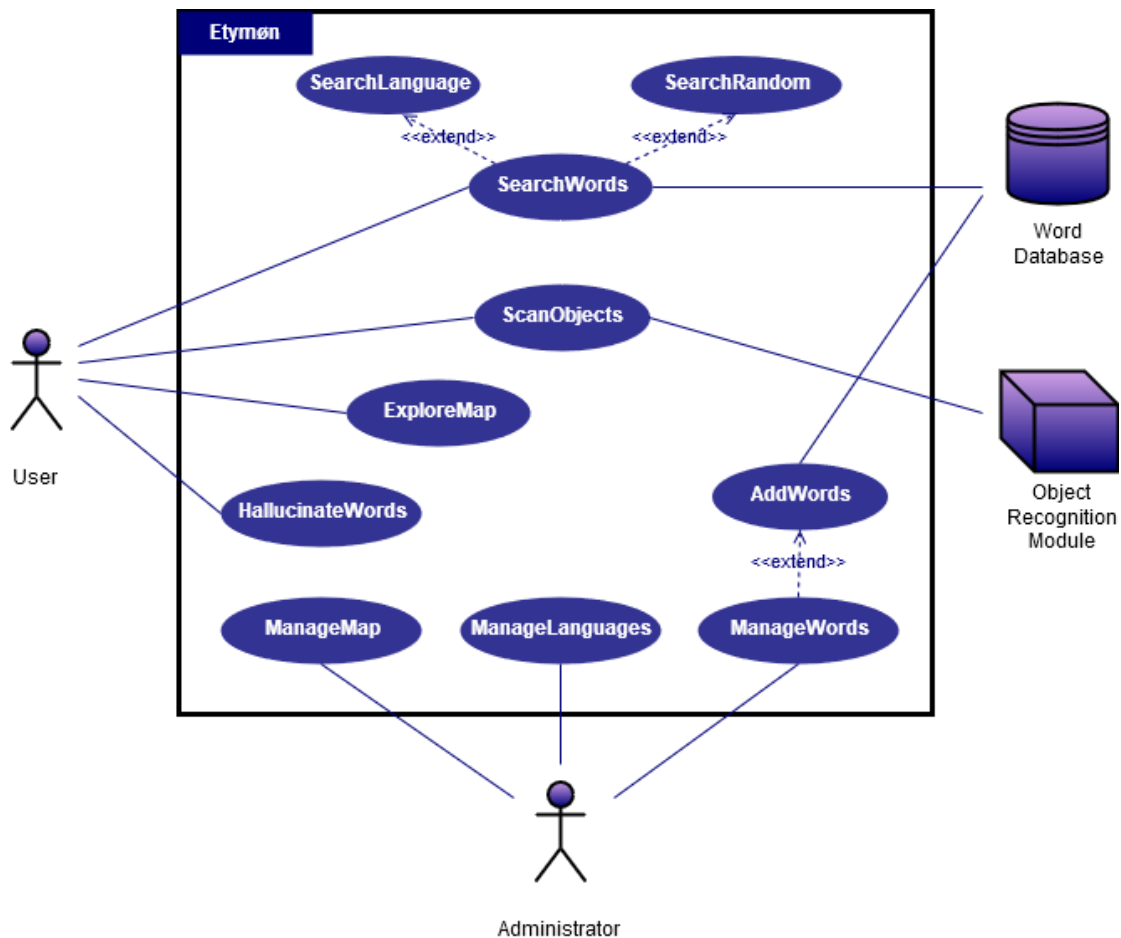 Etymøn
SearchLanguage
SearchRandom
<<extend>>
<<extend>>
SearchWords
Word
Database
ScanObjects
User
ExploreMap
HallucinateWords
AddWords
Object
Recognition
Module
<<extend>>
ManageMap
ManageLanguages
ManageWords
Administrator